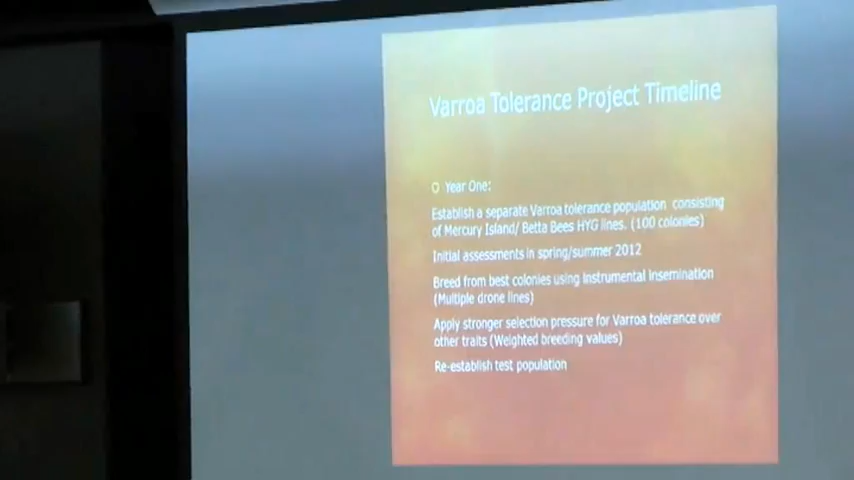 Varroa Tolerance Project Timeline
O Year One:
Establish a separate Varroa tolerance population consisting
of Mercury Island/ Betta Bees HYG lines. (100 colonies)
Initial assessments in spring/summer 2012
Breed from best colonies using instrumental insemination
(Multiple drone lines)
Apply stronger selection pressure for Varroa tolerance over
other traits (Weighted breeding values)
Re-establish test population